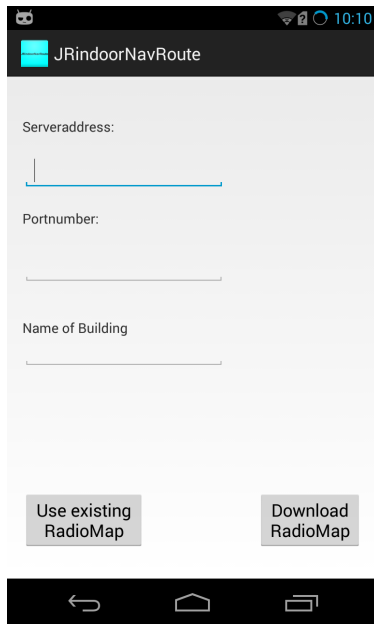 10:10
JRindoorNavRoute
Serveraddress:
Portnumber:
Name of Building
Use existing
RadioMap
Download
RadioMap